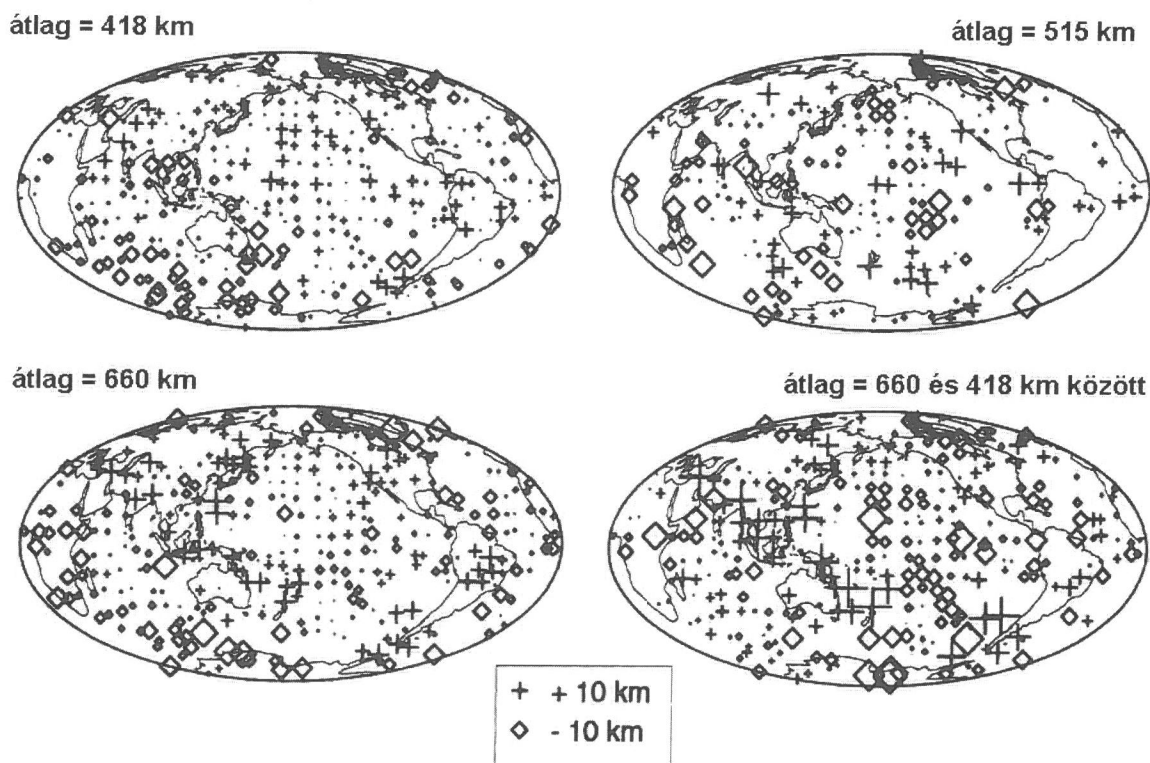 átlag = 418 km
átlag = 515 km
átlag = 660 km
átlag = 660 és 418 km között
+ + 10 km
◇ - 10 km